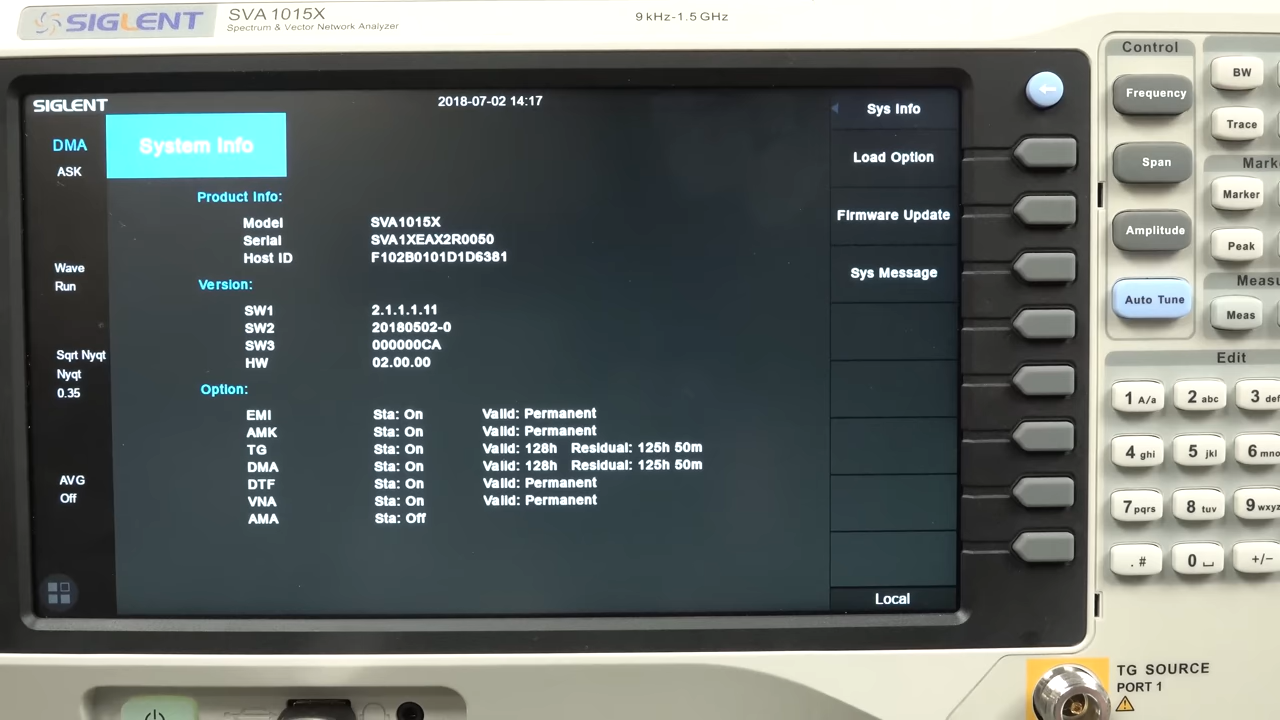 SIGLENT
SVA1015X
Spectrum & Vector Network Analyzer
9 kHz-1.5 GHz
SIGLENT
2018-07-02 14:17
DMA
ASK
Wave
Run
Sqrt Nyqt
Nyqt
0.35
AVG
Off
System Info
Product Info:
Model SVA1015X
Serial SVA1XEAX2R0050
Host ID F102B0101D1D6381
Version:
SW1 2.1.1.1.11
SW2 20180502-0
SW3 000000CA
HW 02.00.00
Option:
EMI Sta: On Valid: Permanent
AMK Sta: On Valid: Permanent
TG Sta: On Valid: 128h Residual: 125h 50m
DMA Sta: On Valid: 128h Residual: 125h 50m
DTF Sta: On Valid: Permanent
VNA Sta: On Valid: Permanent
AMA Sta: Off
Sys Info
Load Option
Firmware Update
Sys Message
Local
Control
Frequency
Span
Amplitude
Auto Tune
BW
Trace
Mark
Marker
Peak
Measu
Meas
Edit
1 A/a
2 abc
3 def
4 ghi
5 jkl
6 mno
7 pqrs
8 tuv
9 wxyz
. #
0
+/−
TG SOURCE
PORT 1